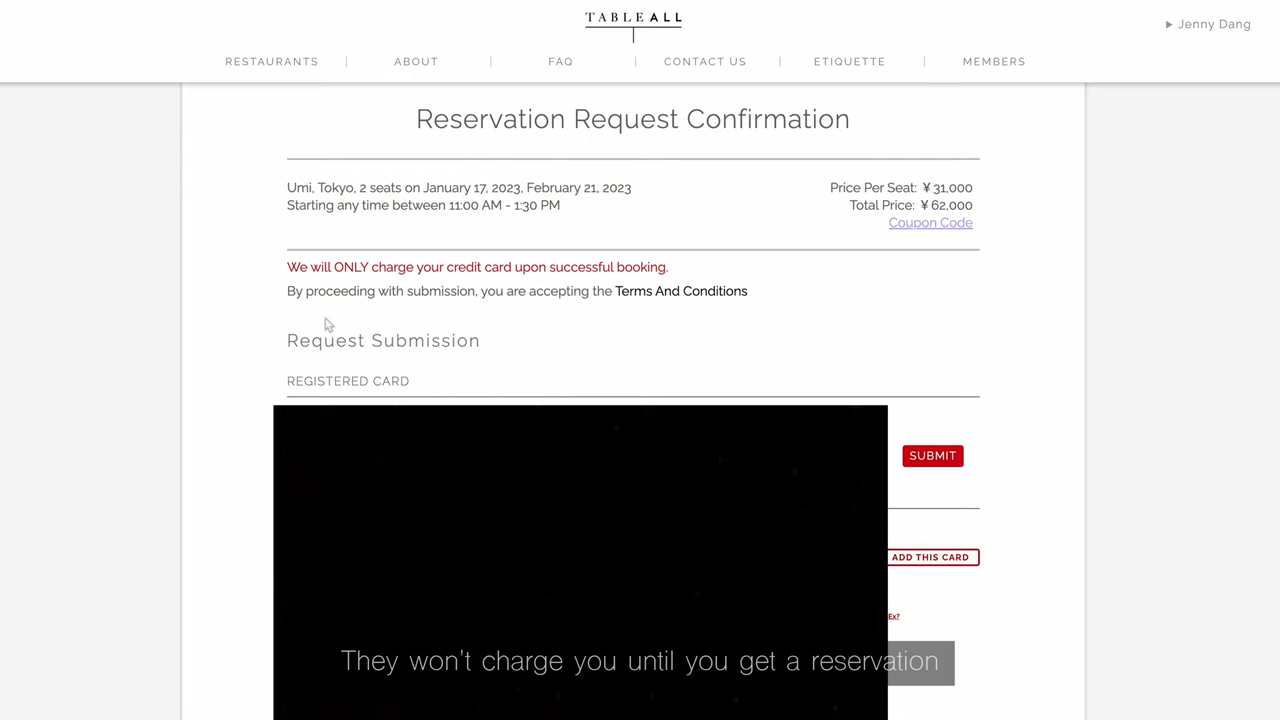 TABLEALL
Jenny Dang
RESTAURANTS | ABOUT | FAQ | CONTACT US | ETIQUETTE | MEMBERS
Reservation Request Confirmation
Umi, Tokyo, 2 seats on January 17, 2023, February 21, 2023
Price Per Seat: ¥ 31,000
Starting any time between 11:00 AM - 1:30 PM
Total Price: ¥ 62,000
Coupon Code
We will ONLY charge your credit card upon successful booking.
By proceeding with submission, you are accepting the Terms And Conditions
Request Submission
REGISTERED CARD
SUBMIT
ADD THIS CARD
Ex?
They won't charge you until you get a reservation